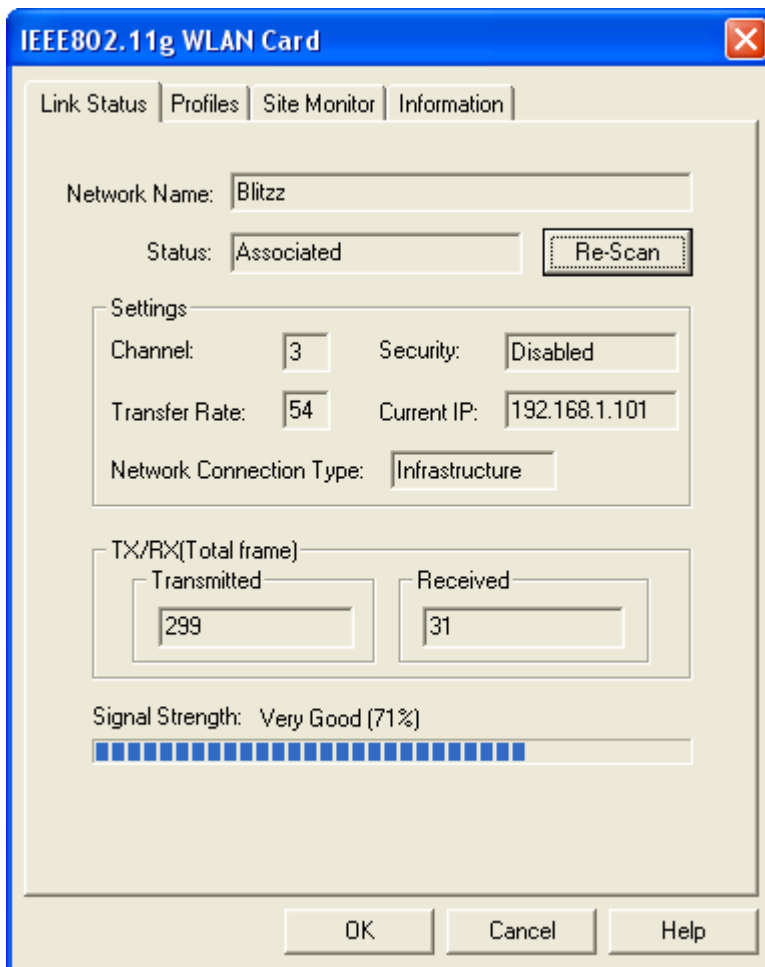 IEEE802.11g WLAN Card
Link Status Profiles Site Monitor Information
Network Name: Blitzz
Status: Associated Re-Scan
Settings
Channel: 3 Security: Disabled
Transfer Rate: 54 Current IP: 192.168.1.101
Network Connection Type: Infrastructure
TX/RX(Total frame)
Transmitted Received
299 31
Signal Strength: Very Good (71%)
OK Cancel Help